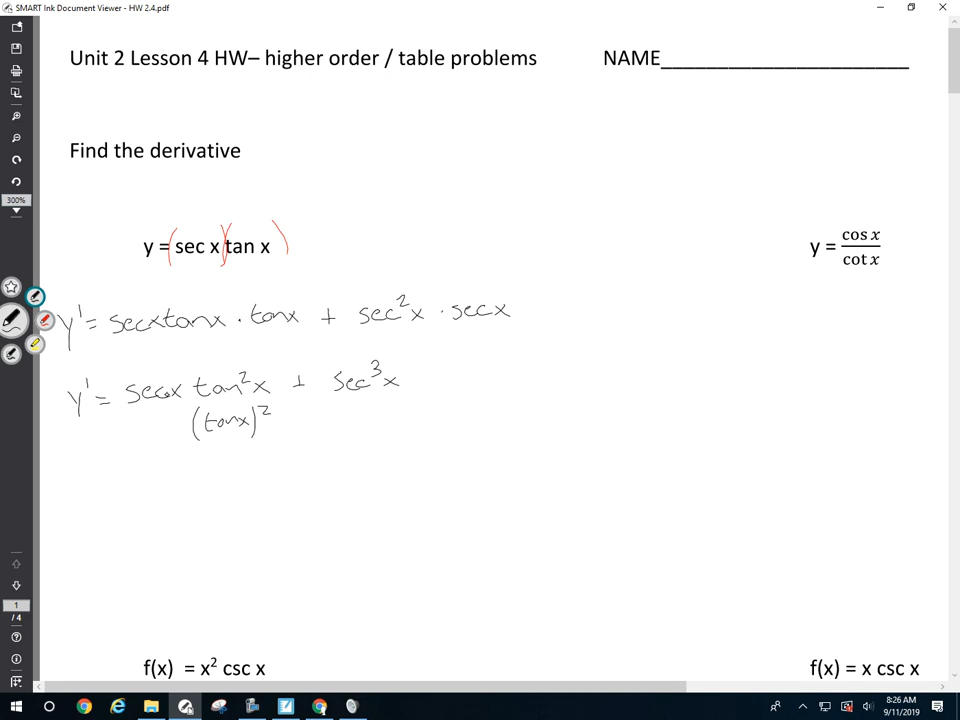 SMART Ink Document Viewer - HW 2.4.pdf
Unit 2 Lesson 4 HW– higher order / table problems NAME______________________
Find the derivative
y = (sec x)(tan x)
y = cos x / cot x
y' = secxtanx · tanx + sec²x · secx
y' = secx tan²x + sec³x
(tanx)²
300%
1
/ 4
f(x) = x² csc x
f(x) = x csc x
8:26 AM
9/11/2019